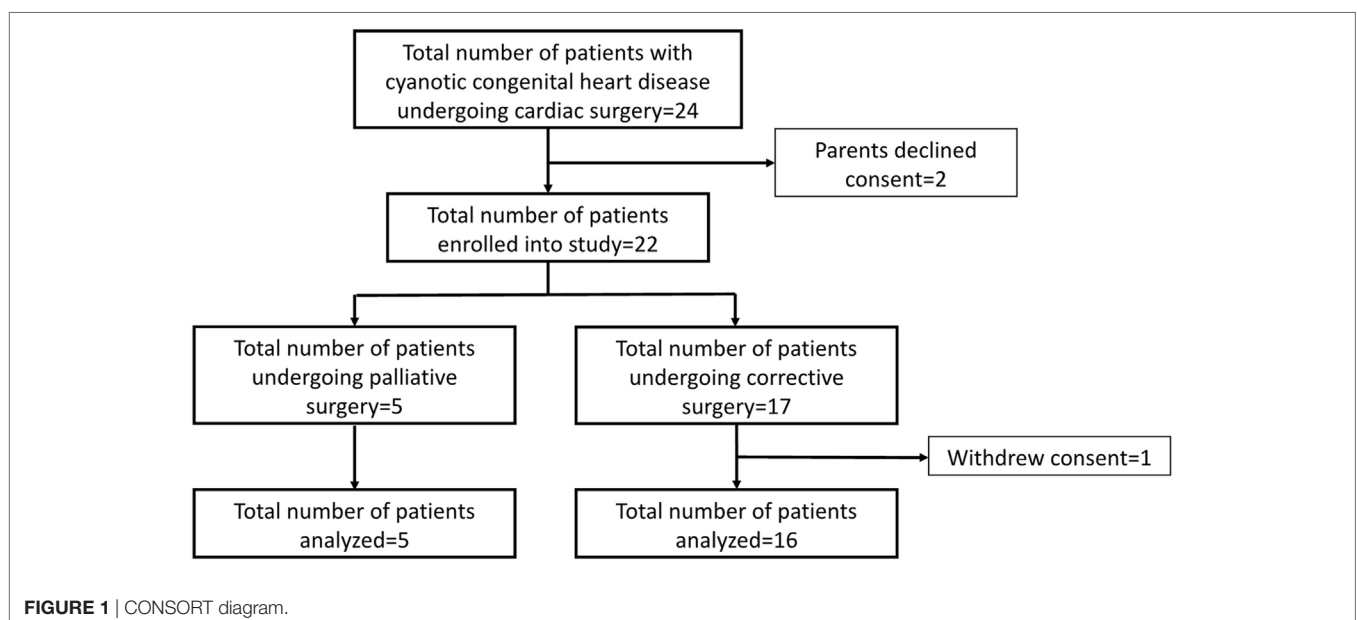 Total number of patients with
cyanotic congenital heart disease
undergoing cardiac surgery=24
Parents declined
consent=2
Total number of patients
enrolled into study=22
Total number of patients
undergoing palliative
surgery=5
Total number of patients
undergoing corrective
surgery=17
Withdrew consent=1
Total number of patients
analyzed=5
Total number of patients
analyzed=16
FIGURE 1 | CONSORT diagram.